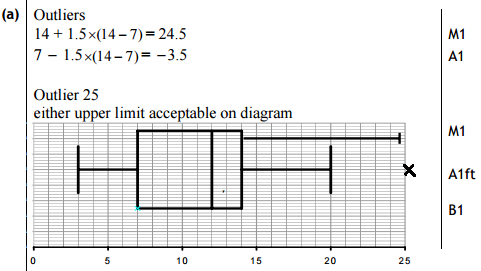 (a) Outliers
14 + 1.5×(14 – 7) = 24.5 M1
7 – 1.5×(14 – 7) = –3.5 A1
Outlier 25
either upper limit acceptable on diagram
M1
A1ft
B1
0 5 10 15 20 25